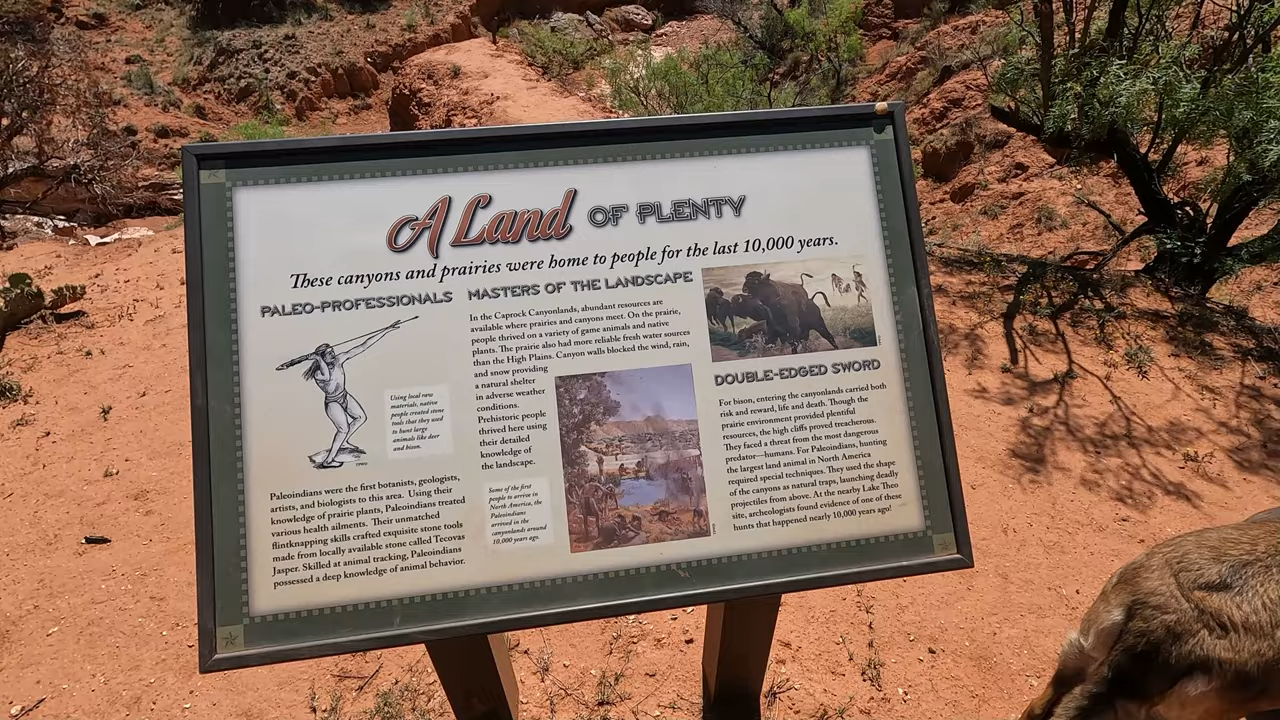 A Land OF PLENTY
These canyons and prairies were home to people for the last 10,000 years.
PALEO-PROFESSIONALS
Using local raw
materials, native
people created stone
tools that they used
to hunt large
animals like deer
and bison.
Paleoindians were the first botanists, geologists,
artists, and biologists to this area. Using their
knowledge of prairie plants, Paleoindians treated
various health ailments. Their unmatched
flintknapping skills crafted exquisite stone tools
made from locally available stone called Tecovas
Jasper. Skilled at animal tracking, Paleoindians
possessed a deep knowledge of animal behavior.
MASTERS OF THE LANDSCAPE
In the Caprock Canyonlands, abundant resources are
available where prairies and canyons meet. On the prairie,
people thrived on a variety of game animals and native
plants. The prairie also had more reliable fresh water sources
than the High Plains. Canyon walls blocked the wind, rain,
and snow providing
a natural shelter
in adverse weather
conditions.
Prehistoric people
thrived here using
their detailed
knowledge of
the landscape.
Some of the first
people to arrive in
North America, the
Paleoindians
arrived in the
canyonlands around
10,000 years ago.
DOUBLE-EDGED SWORD
For bison, entering the canyonlands carried both
risk and reward, life and death. Though the
prairie environment provided plentiful
resources, the high cliffs proved treacherous.
They faced a threat from the most dangerous
predator—humans. For Paleoindians, hunting
the largest land animal in North America
required special techniques. They used the shape
of the canyons as natural traps, launching deadly
projectiles from above. At the nearby Lake Theo
site, archeologists found evidence of one of these
hunts that happened nearly 10,000 years ago!